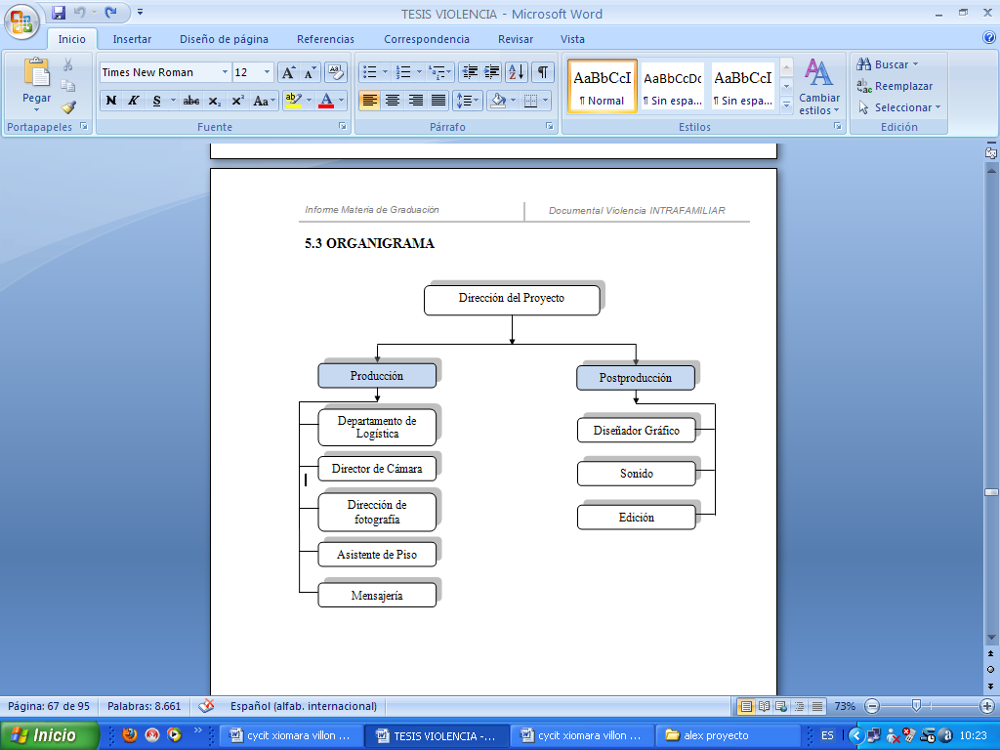 TESIS VIOLENCIA - Microsoft Word
Inicio Insertar Diseño de página Referencias Correspondencia Revisar Vista
Pegar
Portapapeles
Times New Roman 12
N K S abc x₂ x² Aa
Fuente
Párrafo
AaBbCcI AaBbCcDc AaBbCcI
¶ Normal ¶ Sin espa... ¶ Sin espa...
Cambiar
estilos
Estilos
Buscar
Reemplazar
Seleccionar
Edición
Informe Materia de Graduación Documental Violencia INTRAFAMILIAR
5.3 ORGANIGRAMA
Dirección del Proyecto
Producción
Departamento de
Logística
Director de Cámara
Dirección de
fotografía
Asistente de Piso
Mensajería
Postproducción
Diseñador Gráfico
Sonido
Edición
Página: 67 de 95 Palabras: 8.661 Español (alfab. internacional) 73%
Inicio cycit xiomara villon ... TESIS VIOLENCIA -... cycit xiomara villon ... alex proyecto ES 10:23